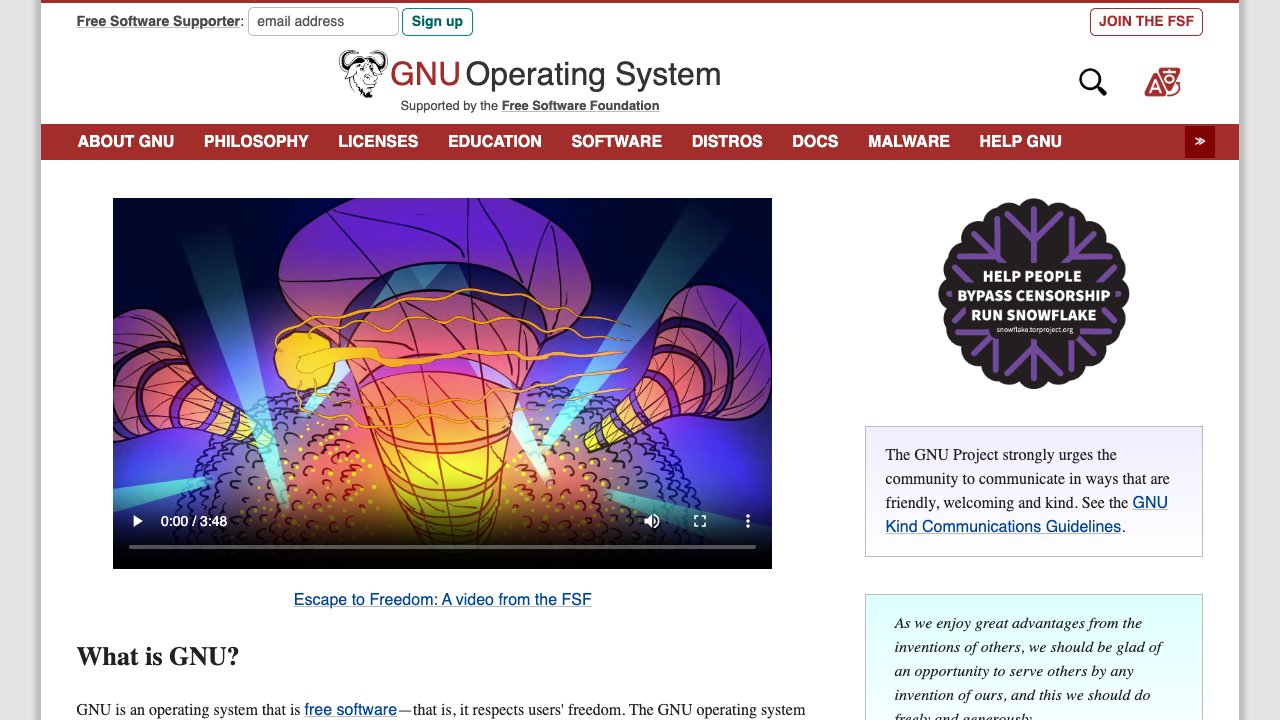 Free Software Supporter: email address Sign up
JOIN THE FSF
GNU Operating System
Supported by the Free Software Foundation
ABOUT GNU PHILOSOPHY LICENSES EDUCATION SOFTWARE DISTROS DOCS MALWARE HELP GNU »
0:00 / 3:48
Escape to Freedom: A video from the FSF
What is GNU?
GNU is an operating system that is free software—that is, it respects users' freedom. The GNU operating system
HELP PEOPLE
BYPASS CENSORSHIP
RUN SNOWFLAKE
snowflake.torproject.org
The GNU Project strongly urges the
community to communicate in ways that are
friendly, welcoming and kind. See the GNU
Kind Communications Guidelines.
As we enjoy great advantages from the
inventions of others, we should be glad of
an opportunity to serve others by any
invention of ours, and this we should do
freely and generously.